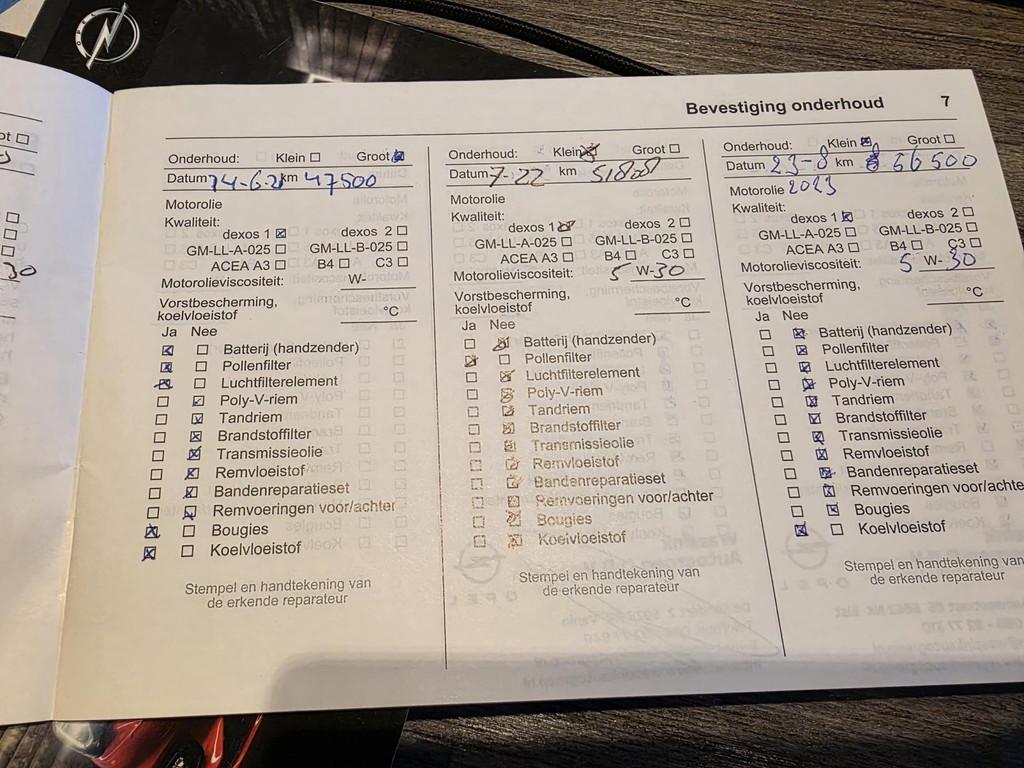 OPEL
Bevestiging onderhoud 7
30
Onderhoud: Klein Groot
Datum 14-6-21 km 47500
Motorolie
Kwaliteit:
dexos 1 dexos 2
GM-LL-A-025 GM-LL-B-025
ACEA A3 B4 C3
Motorolieviscositeit: W-
Vorstbescherming,
koelvloeistof °C
Ja Nee
Batterij (handzender)
Pollenfilter
Luchtfilterelement
Poly-V-riem
Tandriem
Brandstoffilter
Transmissieolie
Remvloeistof
Bandenreparatieset
Remvoeringen voor/achter
Bougies
Koelvloeistof
Stempel en handtekening van
de erkende reparateur
Onderhoud: Klein Groot
Datum 7-22 km
Motorolie
Kwaliteit:
dexos 1 dexos 2
GM-LL-A-025 GM-LL-B-025
ACEA A3 B4 C3
Motorolieviscositeit: 5 W-30
Vorstbescherming,
koelvloeistof °C
Ja Nee
Batterij (handzender)
Pollenfilter
Luchtfilterelement
Poly-V-riem
Tandriem
Brandstoffilter
Transmissieolie
Remvloeistof
Bandenreparatieset
Remvoeringen voor/achter
Bougies
Koelvloeistof
Stempel en handtekening van
de erkende reparateur
Onderhoud: Klein Groot
Datum 23-8 km 56500
Motorolie 2023
Kwaliteit:
dexos 1 dexos 2
GM-LL-A-025 GM-LL-B-025
ACEA A3 B4 C3
Motorolieviscositeit: 5 W-30
Vorstbescherming,
koelvloeistof °C
Ja Nee
Batterij (handzender)
Pollenfilter
Luchtfilterelement
Poly-V-riem
Tandriem
Brandstoffilter
Transmissieolie
Remvloeistof
Bandenreparatieset
Remvoeringen voor/achte
Bougies
Koelvloeistof
Stempel en handtekening van
de erkende reparateur